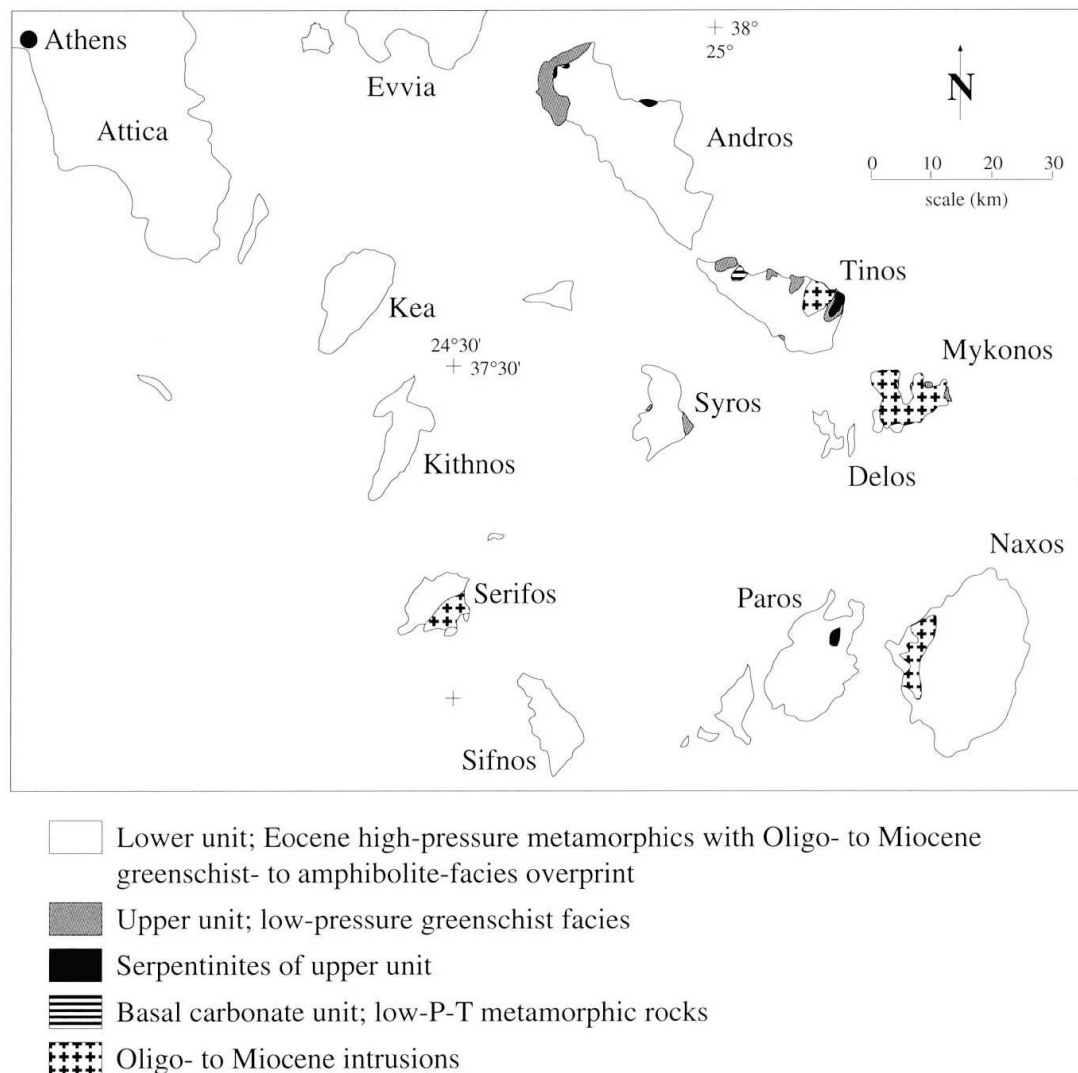 Athens
Evvia
Attica
38°
25°
N
Andros
0 10 20 30
scale (km)
Tinos
Kea
24°30'
37°30'
Mykonos
Syros
Kithnos
Delos
Naxos
Serifos
Paros
Sifnos
Lower unit; Eocene high-pressure metamorphics with Oligo- to Miocene
greenschist- to amphibolite-facies overprint
Upper unit; low-pressure greenschist facies
Serpentinites of upper unit
Basal carbonate unit; low-P-T metamorphic rocks
Oligo- to Miocene intrusions